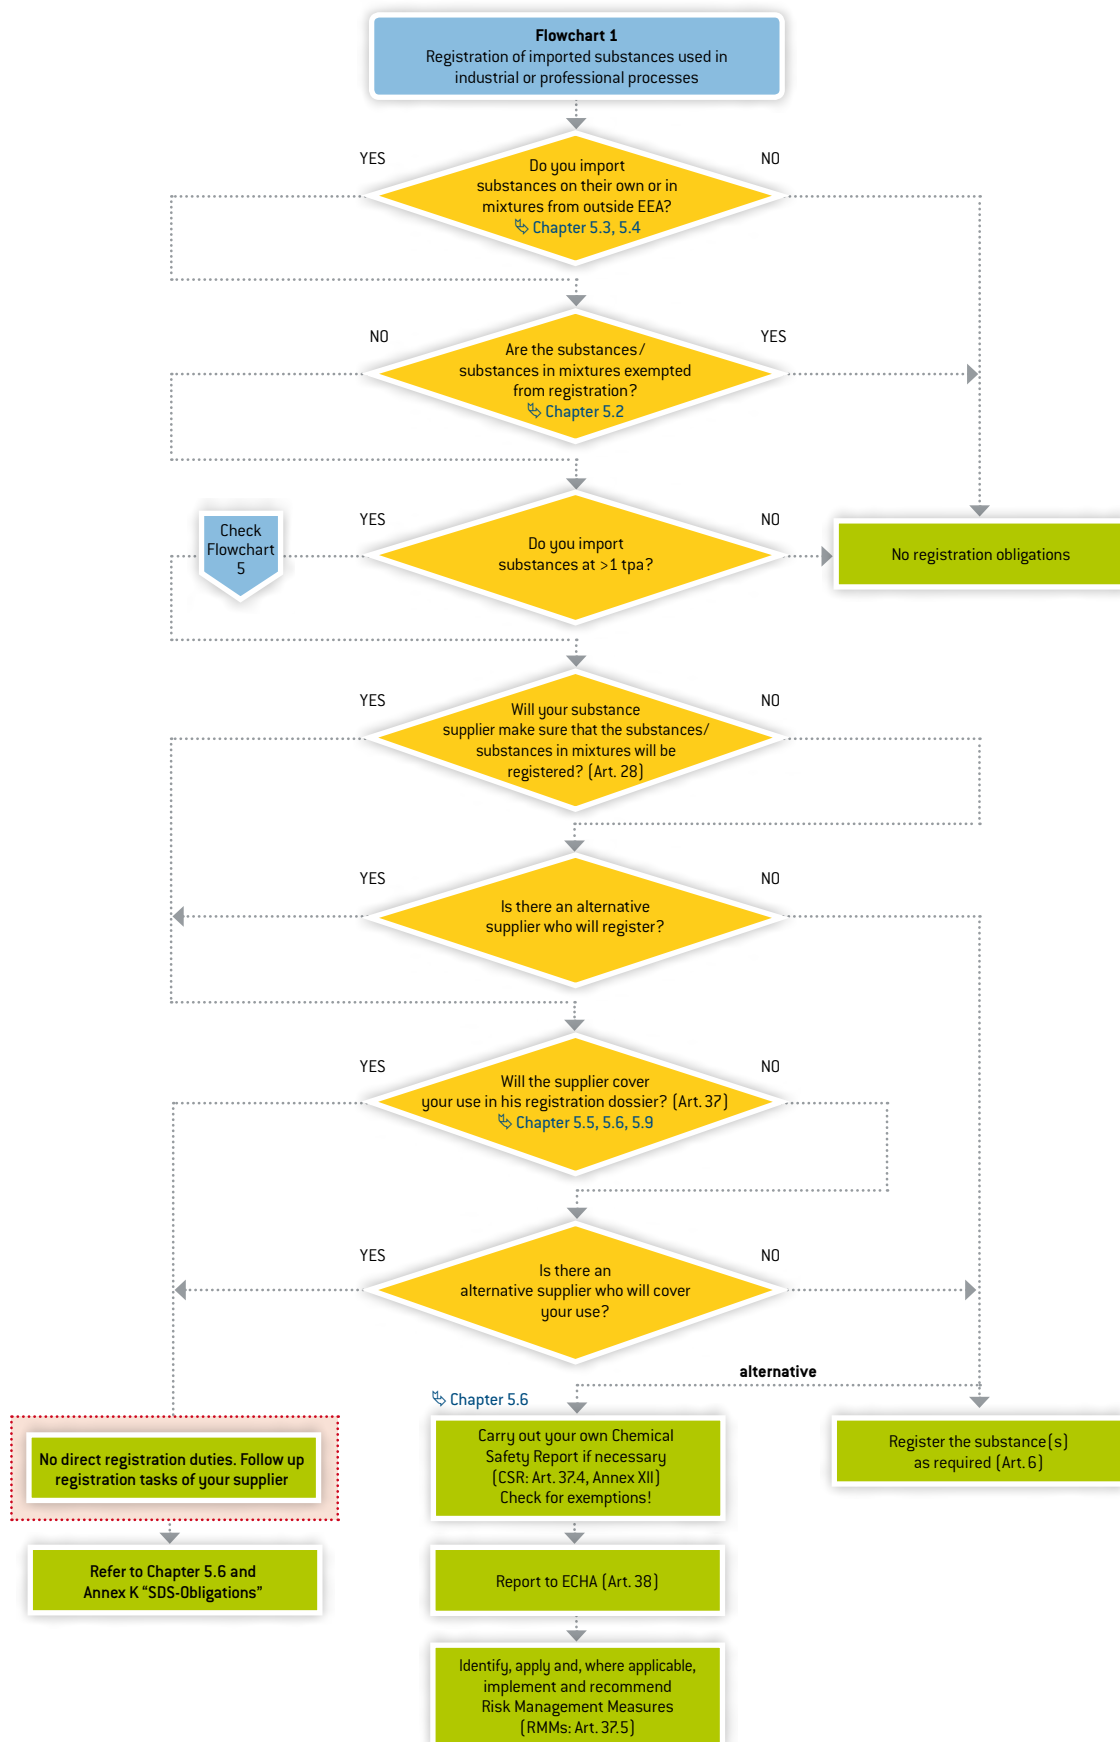 Flowchart 1
Registration of imported substances used in
industrial or professional processes
YES
NO
Do you import
substances on their own or in
mixtures from outside EEA?
Chapter 5.3, 5.4
NO
YES
Are the substances/
substances in mixtures exempted
from registration?
Chapter 5.2
Check
Flowchart
5
YES
NO
Do you import
substances at >1 tpa?
No registration obligations
YES
NO
Will your substance
supplier make sure that the substances/
substances in mixtures will be
registered? (Art. 28)
YES
NO
Is there an alternative
supplier who will register?
YES
NO
Will the supplier cover
your use in his registration dossier? (Art. 37)
Chapter 5.5, 5.6, 5.9
YES
NO
Is there an
alternative supplier who will cover
your use?
alternative
Chapter 5.6
No direct registration duties. Follow up
registration tasks of your supplier
Carry out your own Chemical
Safety Report if necessary
(CSR: Art. 37.4, Annex XII)
Check for exemptions!
Register the substance(s)
as required (Art. 6)
Refer to Chapter 5.6 and
Annex K “SDS-Obligations”
Report to ECHA (Art. 38)
Identify, apply and, where applicable,
implement and recommend
Risk Management Measures
(RMMs: Art. 37.5)